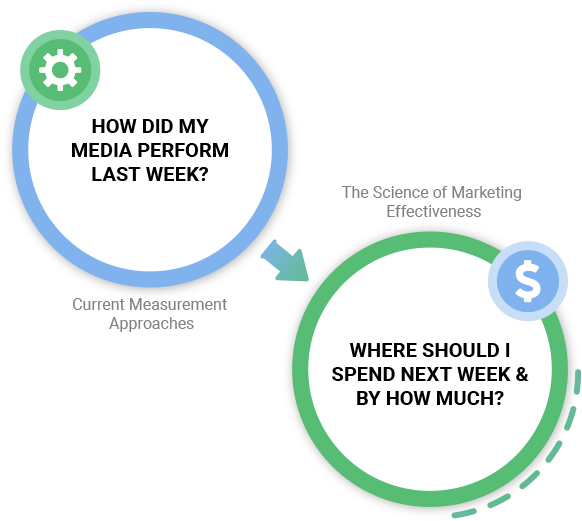 HOW DID MY
MEDIA PERFORM
LAST WEEK?
Current Measurement
Approaches
The Science of Marketing
Effectiveness
$
WHERE SHOULD I
SPEND NEXT WEEK &
BY HOW MUCH?